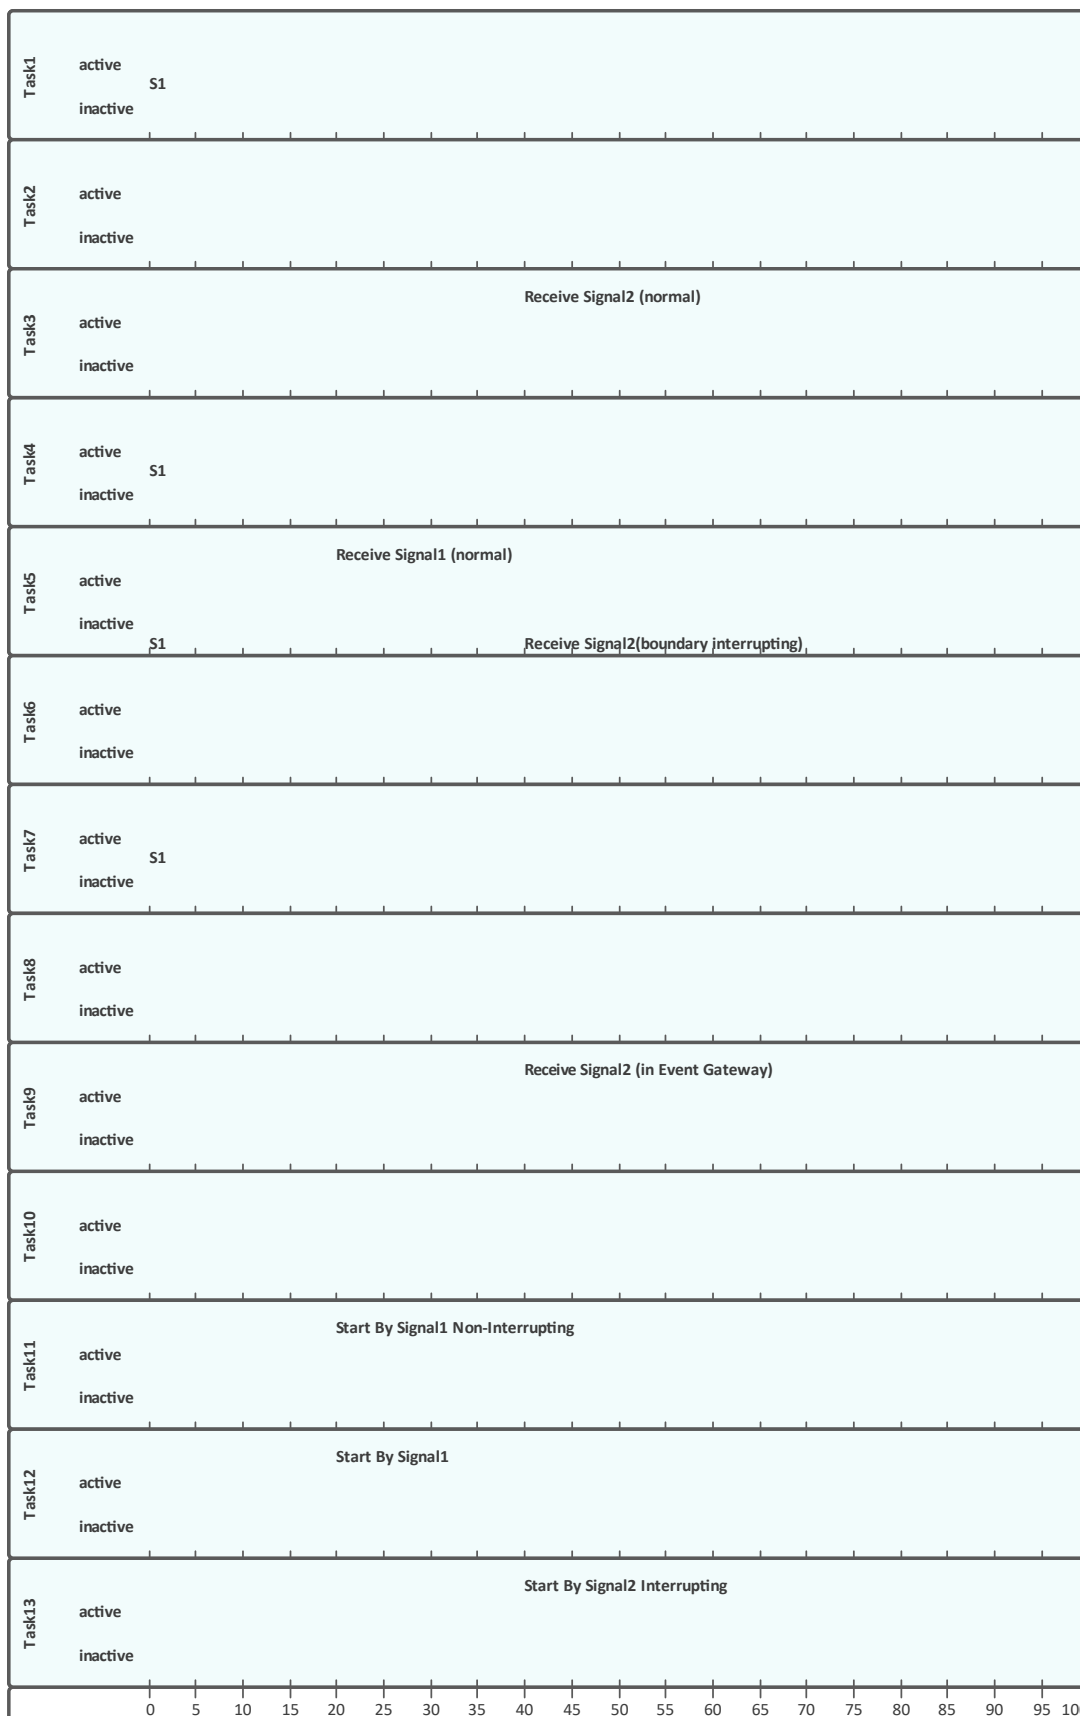 Task1
active
S1
inactive
Task2
active
inactive
Receive Signal2 (normal)
Task3
active
inactive
Task4
active
S1
inactive
Receive Signal1 (normal)
Task5
active
inactive
S1
Receive Signal2(boundary interrupting)
Task6
active
inactive
Task7
active
S1
inactive
Task8
active
inactive
Receive Signal2 (in Event Gateway)
Task9
active
inactive
Task10
active
inactive
Start By Signal1 Non-Interrupting
Task11
active
inactive
Start By Signal1
Task12
active
inactive
Start By Signal2 Interrupting
Task13
active
inactive
0 5 10 15 20 25 30 35 40 45 50 55 60 65 70 75 80 85 90 95 10